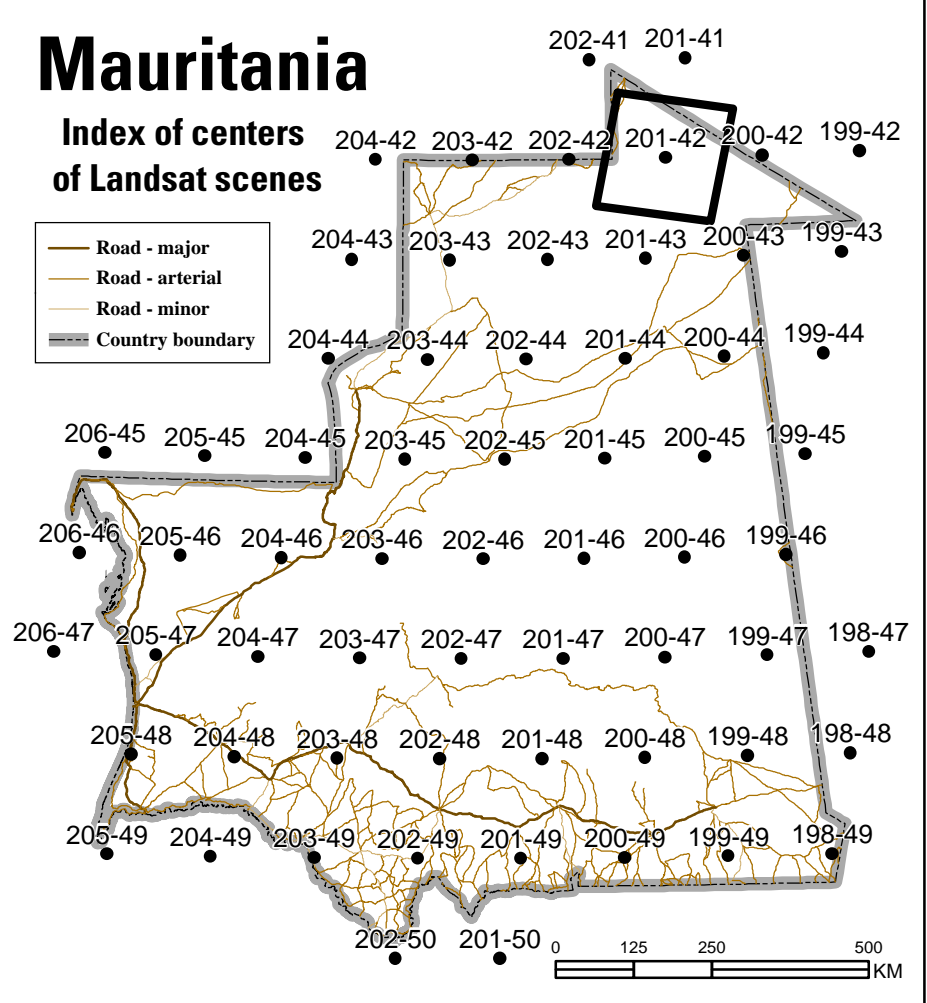 Mauritania
Index of centers
of Landsat scenes
202-41 201-41
204-42 203-42 202-42 201-42 200-42 199-42
Road - major
Road - arterial
Road - minor
Country boundary
204-43 203-43 202-43 201-43 200-43 199-43
204-44 203-44 202-44 201-44 200-44 199-44
206-45 205-45 204-45 203-45 202-45 201-45 200-45 199-45
206-46 205-46 204-46 203-46 202-46 201-46 200-46 199-46
206-47 205-47 204-47 203-47 202-47 201-47 200-47 199-47 198-47
205-48 204-48 203-48 202-48 201-48 200-48 199-48 198-48
205-49 204-49 203-49 202-49 201-49 200-49 199-49 198-49
202-50 201-50
0 125 250 500
KM